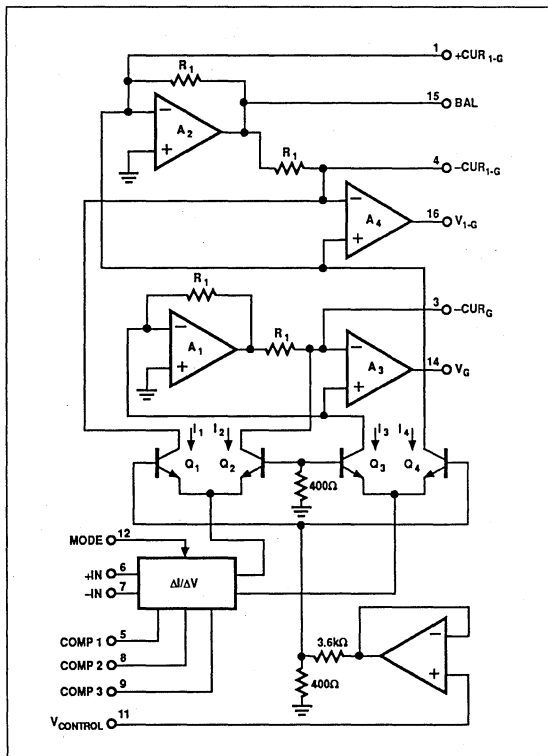 1 +CUR1-G
R1
15 BAL
A2
R1
4 -CUR1-G
A4
16 V1-G
R1
3 -CURG
R1
A1
A3
14 VG
I1 I2 I3 I4
Q1 Q2 Q3 Q4
400Ω
MODE 12
+IN 6
-IN 7
ΔI/ΔV
COMP 1 5
COMP 2 8
COMP 3 9
3.6kΩ
400Ω
VCONTROL 11
− + − + − + − + − +